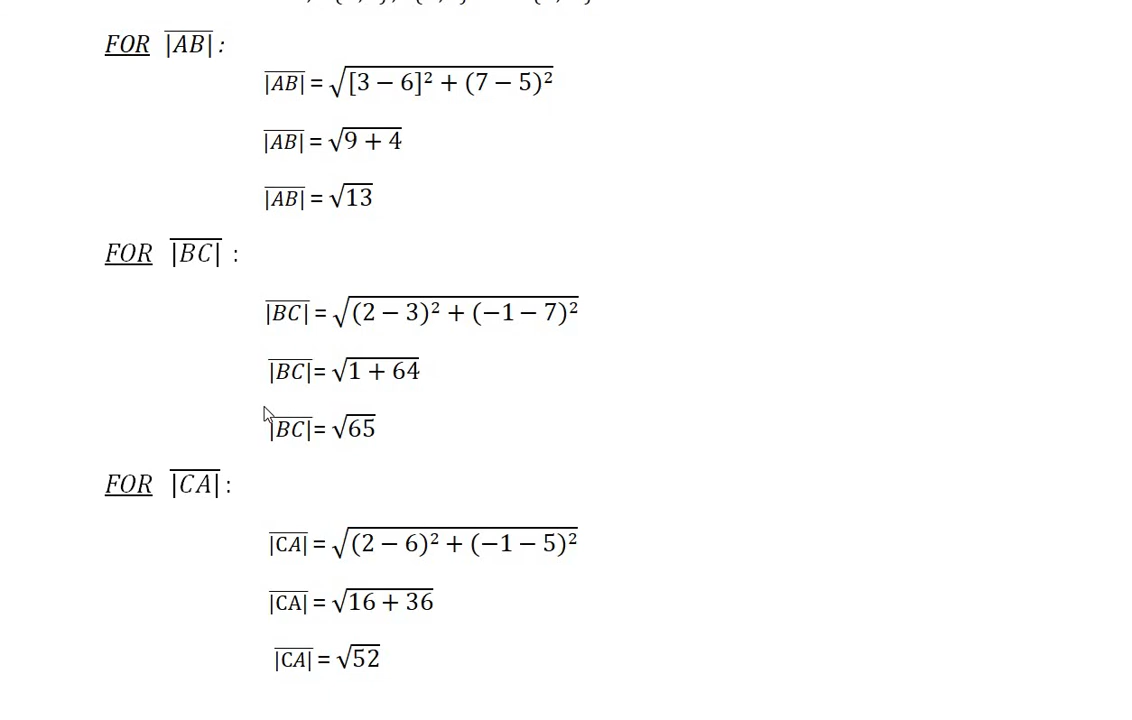 FOR |AB| :
|AB| = √[3 − 6]² + (7 − 5)²
|AB| = √9 + 4
|AB| = √13
FOR |BC| :
|BC| = √(2 − 3)² + (−1 − 7)²
|BC| = √1 + 64
|BC| = √65
FOR |CA| :
|CA| = √(2 − 6)² + (−1 − 5)²
|CA| = √16 + 36
|CA| = √52